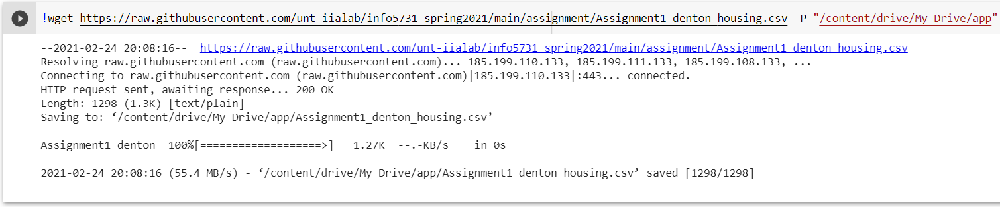 !wget https://raw.githubusercontent.com/unt-iialab/info5731_spring2021/main/assignment/Assignment1_denton_housing.csv -P "/content/drive/My Drive/app"
--2021-02-24 20:08:16--  https://raw.githubusercontent.com/unt-iialab/info5731_spring2021/main/assignment/Assignment1_denton_housing.csv
Resolving raw.githubusercontent.com (raw.githubusercontent.com)... 185.199.110.133, 185.199.111.133, 185.199.108.133, ...
Connecting to raw.githubusercontent.com (raw.githubusercontent.com)|185.199.110.133|:443... connected.
HTTP request sent, awaiting response... 200 OK
Length: 1298 (1.3K) [text/plain]
Saving to: ‘/content/drive/My Drive/app/Assignment1_denton_housing.csv’
Assignment1_denton_ 100%[===================>]   1.27K  --.-KB/s    in 0s
2021-02-24 20:08:16 (55.4 MB/s) - ‘/content/drive/My Drive/app/Assignment1_denton_housing.csv’ saved [1298/1298]